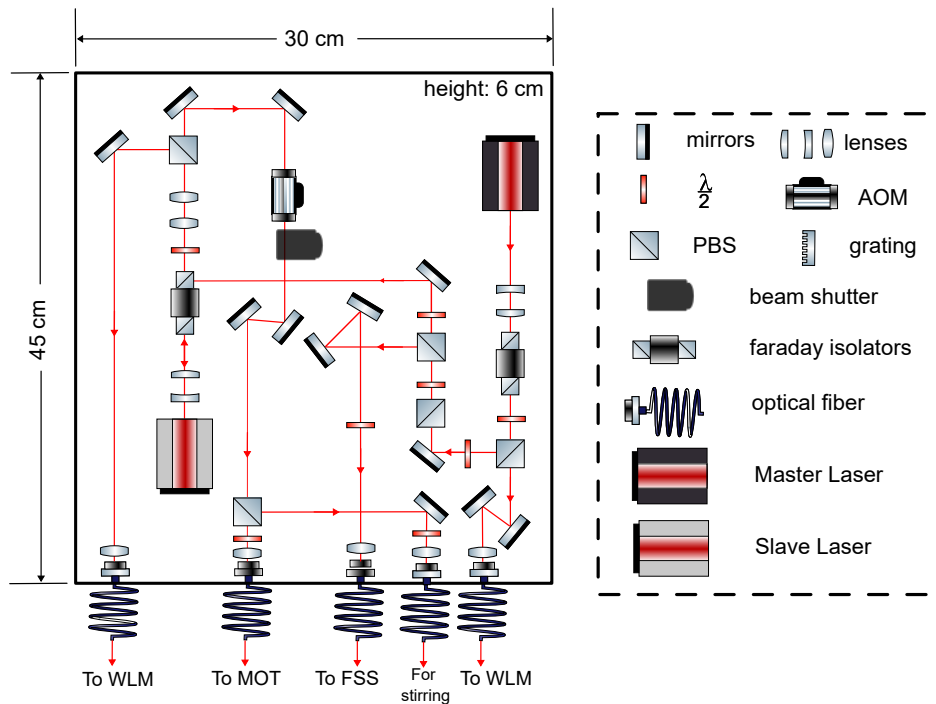 30 cm
45 cm
height: 6 cm
mirrors
lenses
λ/2
AOM
PBS
grating
beam shutter
faraday isolators
optical fiber
Master Laser
Slave Laser
To WLM
To MOT
To FSS
For
stirring
To WLM